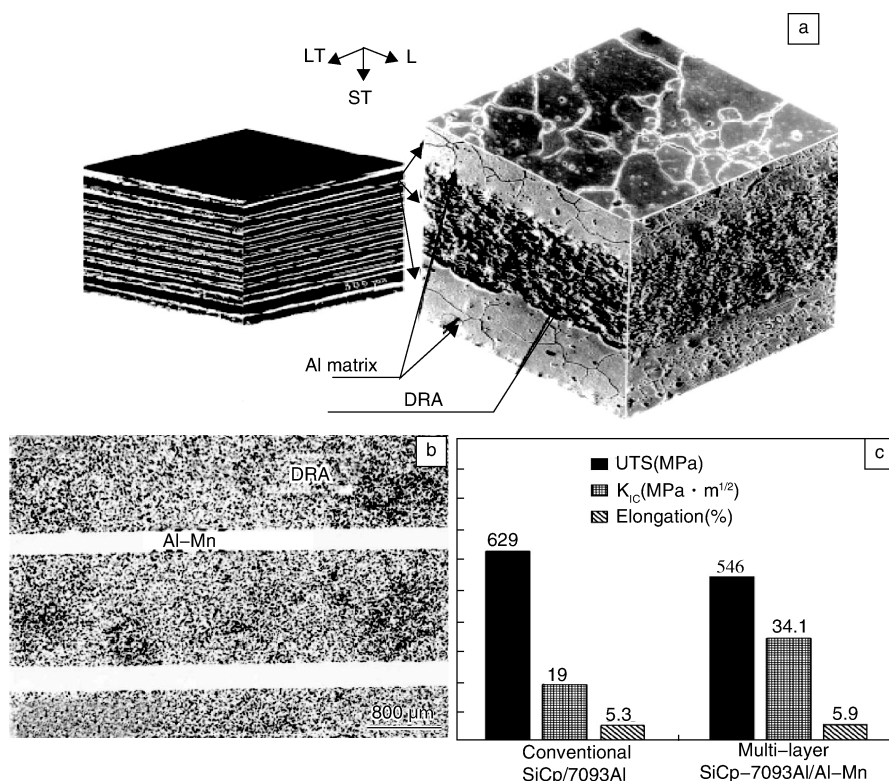 a
LT
L
ST
Al matrix
DRA
b
DRA
Al–Mn
800 μm
c
UTS(MPa)
K_IC(MPa · m^1/2)
Elongation(%)
629
19
5.3
546
34.1
5.9
Conventional
SiCp/7093Al
Multi–layer
SiCp–7093Al/Al–Mn